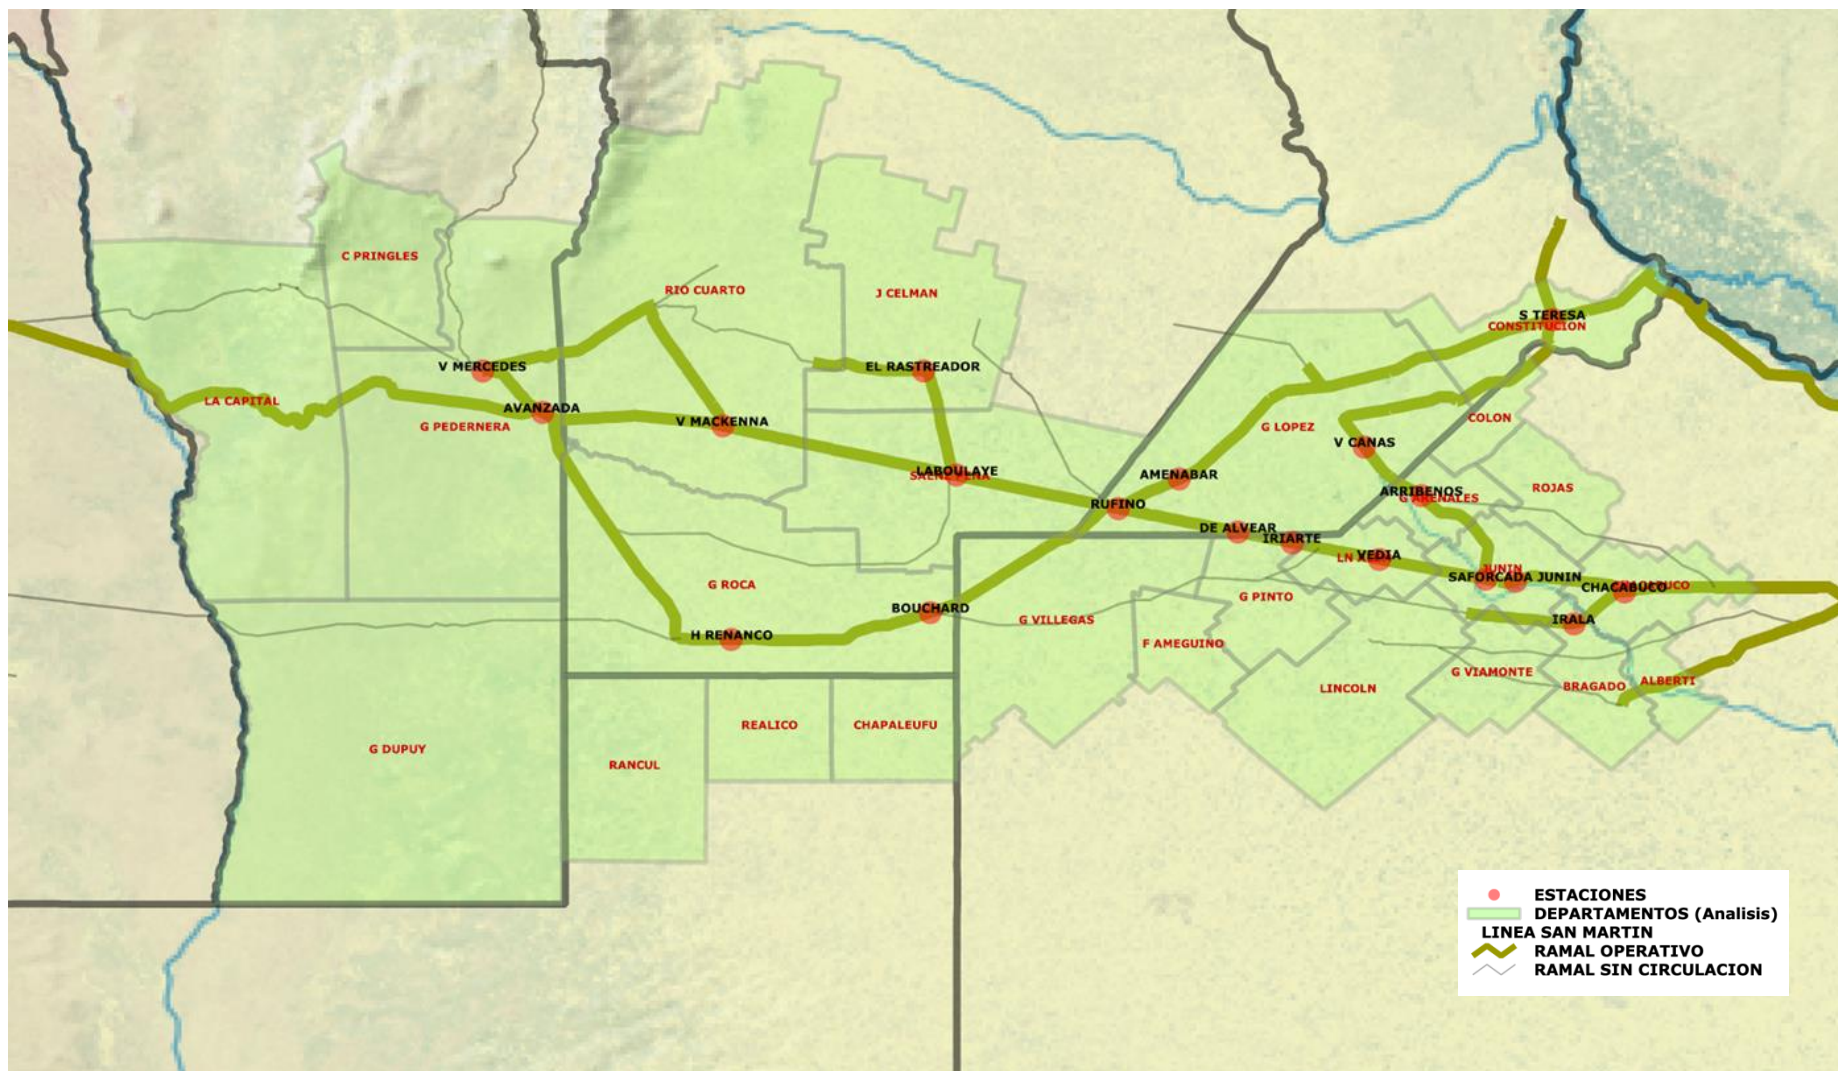 C PRINGLES
RIO CUARTO
J CELMAN
S TERESA
CONSTITUCION
V MERCEDES
EL RASTREADOR
LA CAPITAL
AVANZADA
G PEDERNERA
V MACKENNA
G LOPEZ
COLON
V CANAS
LABOULAYE
AMENABAR
ARRIBENOS
G ARENALES
ROJAS
RUFINO
DE ALVEAR
IRIARTE
VEDIA
JUNIN
SAFORCADA JUNIN
CHACABUCO
G ROCA
G PINTO
BOUCHARD
G VILLEGAS
IRALA
H RENANCO
F AMEGUINO
G VIAMONTE
ALBERTI
LINCOLN
BRAGADO
REALICO
CHAPALEUFU
G DUPUY
RANCUL
ESTACIONES
DEPARTAMENTOS (Analisis)
LINEA SAN MARTIN
RAMAL OPERATIVO
RAMAL SIN CIRCULACION